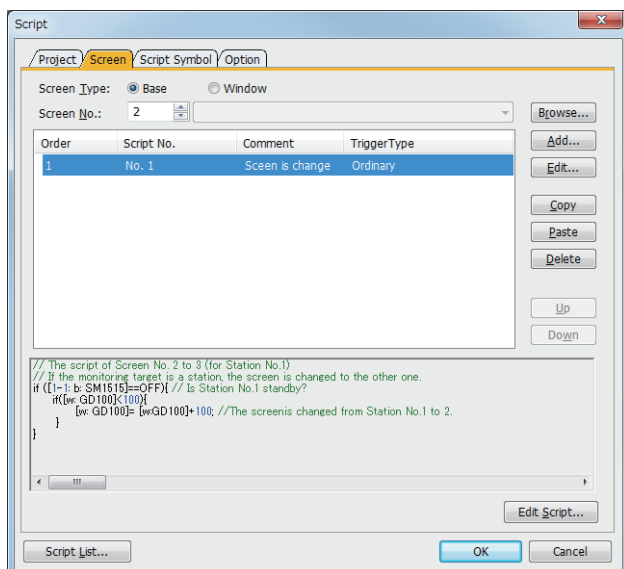 Script
Project Screen Script Symbol Option
Screen Type: Base Window
Screen No.: 2 Browse...
Order Script No. Comment TriggerType Add...
1 No. 1 Sceen is change Ordinary Edit...
Copy
Paste
Delete
Up
Down
// The script of Screen No. 2 to 3 (for Station No.1)
// If the monitoring target is a station, the screen is changed to the other one.
if ([1-1: b: SM1515]==OFF){ // Is Station No.1 standby?
if([w: GD100]<100){
[w: GD100]= [w:GD100]+100; //The screenis changed from Station No.1 to 2.
}
}
Edit Script...
Script List... OK Cancel